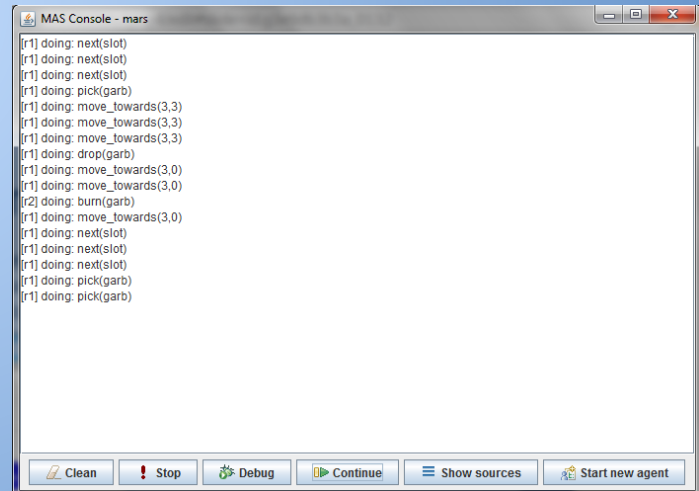 MAS Console - mars
[r1] doing: next(slot)
[r1] doing: next(slot)
[r1] doing: next(slot)
[r1] doing: pick(garb)
[r1] doing: move_towards(3,3)
[r1] doing: move_towards(3,3)
[r1] doing: move_towards(3,3)
[r1] doing: drop(garb)
[r1] doing: move_towards(3,0)
[r1] doing: move_towards(3,0)
[r2] doing: burn(garb)
[r1] doing: move_towards(3,0)
[r1] doing: next(slot)
[r1] doing: next(slot)
[r1] doing: next(slot)
[r1] doing: pick(garb)
[r1] doing: pick(garb)
Clean Stop Debug Continue Show sources Start new agent